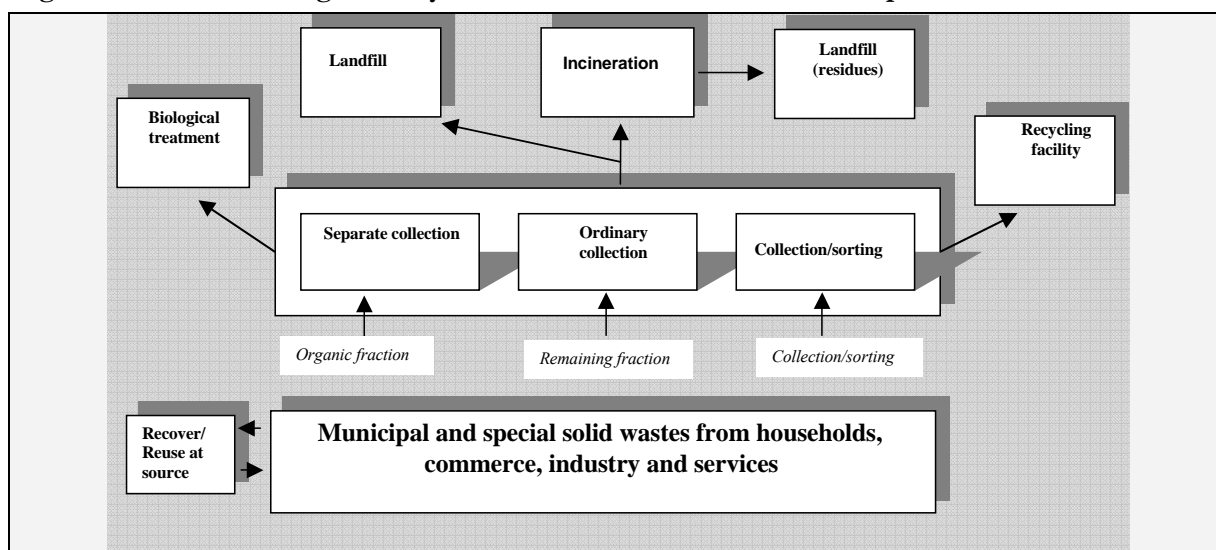 Landfill
Incineration
Landfill
(residues)
Biological
treatment
Recycling
facility
Separate collection
Ordinary
collection
Collection/sorting
Organic fraction
Remaining fraction
Collection/sorting
Recover/
Reuse at
source
Municipal and special solid wastes from households,
commerce, industry and services